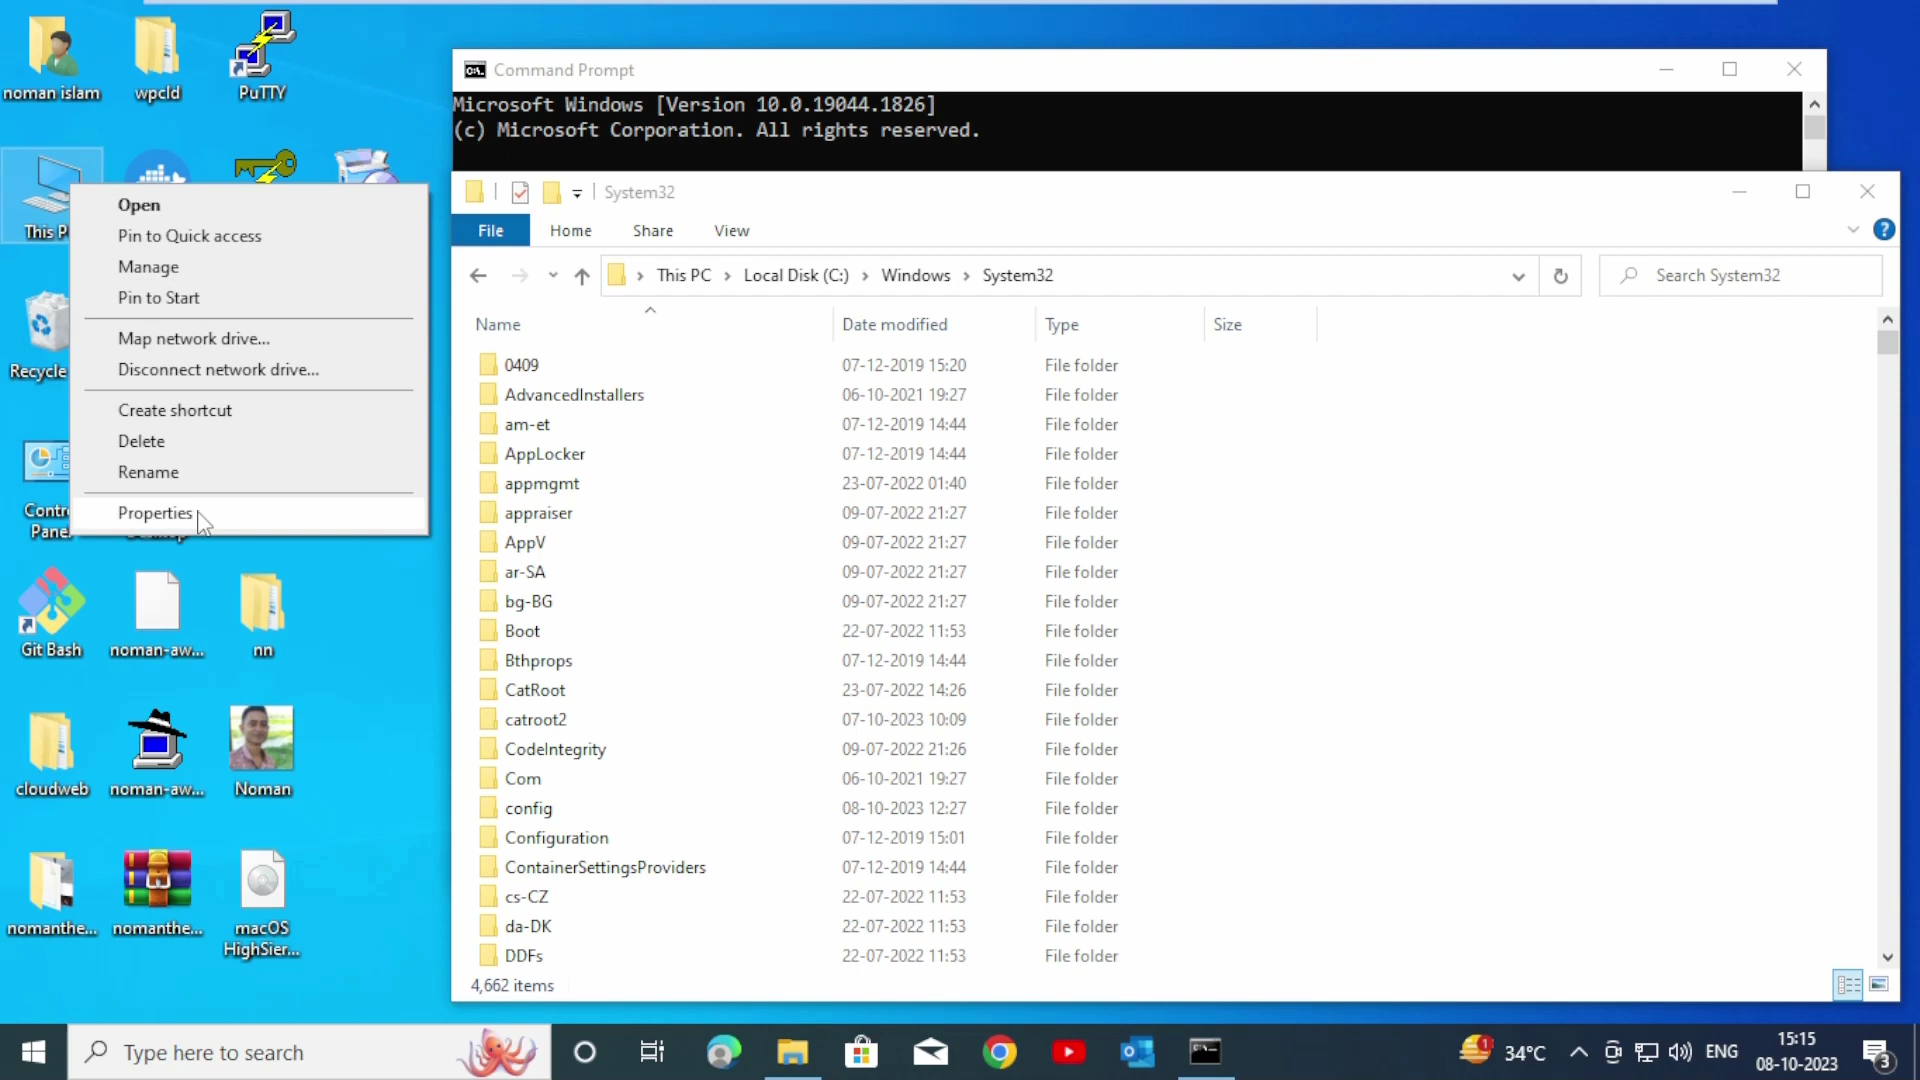 noman islam
wpcld
PuTTY
This P
Recycle
Contr
Pane
Git Bash
noman-aw...
nn
cloudweb
noman-aw...
Noman
nomanthe...
nomanthe...
macOS
HighSier...
Open
Pin to Quick access
Manage
Pin to Start
Map network drive...
Disconnect network drive...
Create shortcut
Delete
Rename
Properties
Command Prompt
Microsoft Windows [Version 10.0.19044.1826]
(c) Microsoft Corporation. All rights reserved.
System32
File Home Share View
This PC Local Disk (C:) Windows System32
Search System32
Name Date modified Type Size
0409 07-12-2019 15:20 File folder
AdvancedInstallers 06-10-2021 19:27 File folder
am-et 07-12-2019 14:44 File folder
AppLocker 07-12-2019 14:44 File folder
appmgmt 23-07-2022 01:40 File folder
appraiser 09-07-2022 21:27 File folder
AppV 09-07-2022 21:27 File folder
ar-SA 09-07-2022 21:27 File folder
bg-BG 09-07-2022 21:27 File folder
Boot 22-07-2022 11:53 File folder
Bthprops 07-12-2019 14:44 File folder
CatRoot 23-07-2022 14:26 File folder
catroot2 07-10-2023 10:09 File folder
CodeIntegrity 09-07-2022 21:26 File folder
Com 06-10-2021 19:27 File folder
config 08-10-2023 12:27 File folder
Configuration 07-12-2019 15:01 File folder
ContainerSettingsProviders 07-12-2019 14:44 File folder
cs-CZ 22-07-2022 11:53 File folder
da-DK 22-07-2022 11:53 File folder
DDFs 22-07-2022 11:53 File folder
4,662 items
Type here to search
1
34°C
ENG
15:15
08-10-2023
3